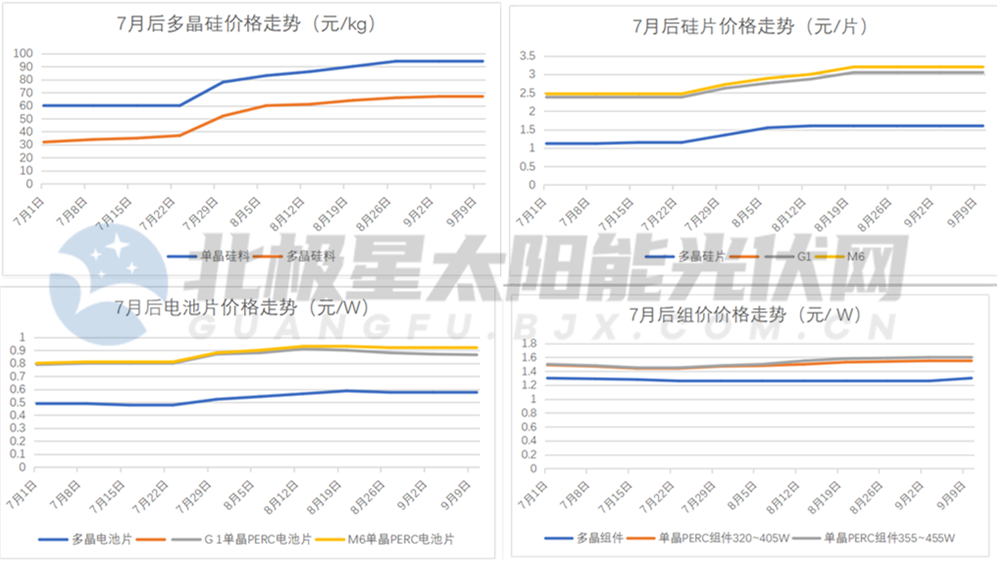 7月后多晶硅价格走势（元/kg）
100
90
80
70
60
50
40
30
20
10
0
7月1日 7月8日 7月15日 7月22日 7月29日 8月5日 8月12日 8月19日 8月26日 9月2日 9月9日
单晶硅料 多晶硅料
7月后硅片价格走势（元/片）
3.5
3
2.5
2
1.5
1
0.5
0
7月1日 7月8日 7月15日 7月22日 7月29日 8月5日 8月12日 8月19日 8月26日 9月2日 9月9日
多晶硅片 G1 M6
北极星太阳能光伏网
GUANGFU.BJX.COM.CN
7月后电池片价格走势（元/W）
1
0.9
0.8
0.7
0.6
0.5
0.4
0.3
0.2
0.1
0
7月1日 7月8日 7月15日 7月22日 7月29日 8月5日 8月12日 8月19日 8月26日 9月2日 9月9日
多晶电池片 G 1单晶PERC电池片 M6单晶PERC电池片
7月后组价价格走势（元/ W）
1.8
1.6
1.4
1.2
1
0.8
0.6
0.4
0.2
0
7月1日 7月8日 7月15日 7月22日 7月29日 8月5日 8月12日 8月19日 8月26日 9月2日 9月9日
多晶组件 单晶PERC组件320~405W 单晶PERC组件355~455W